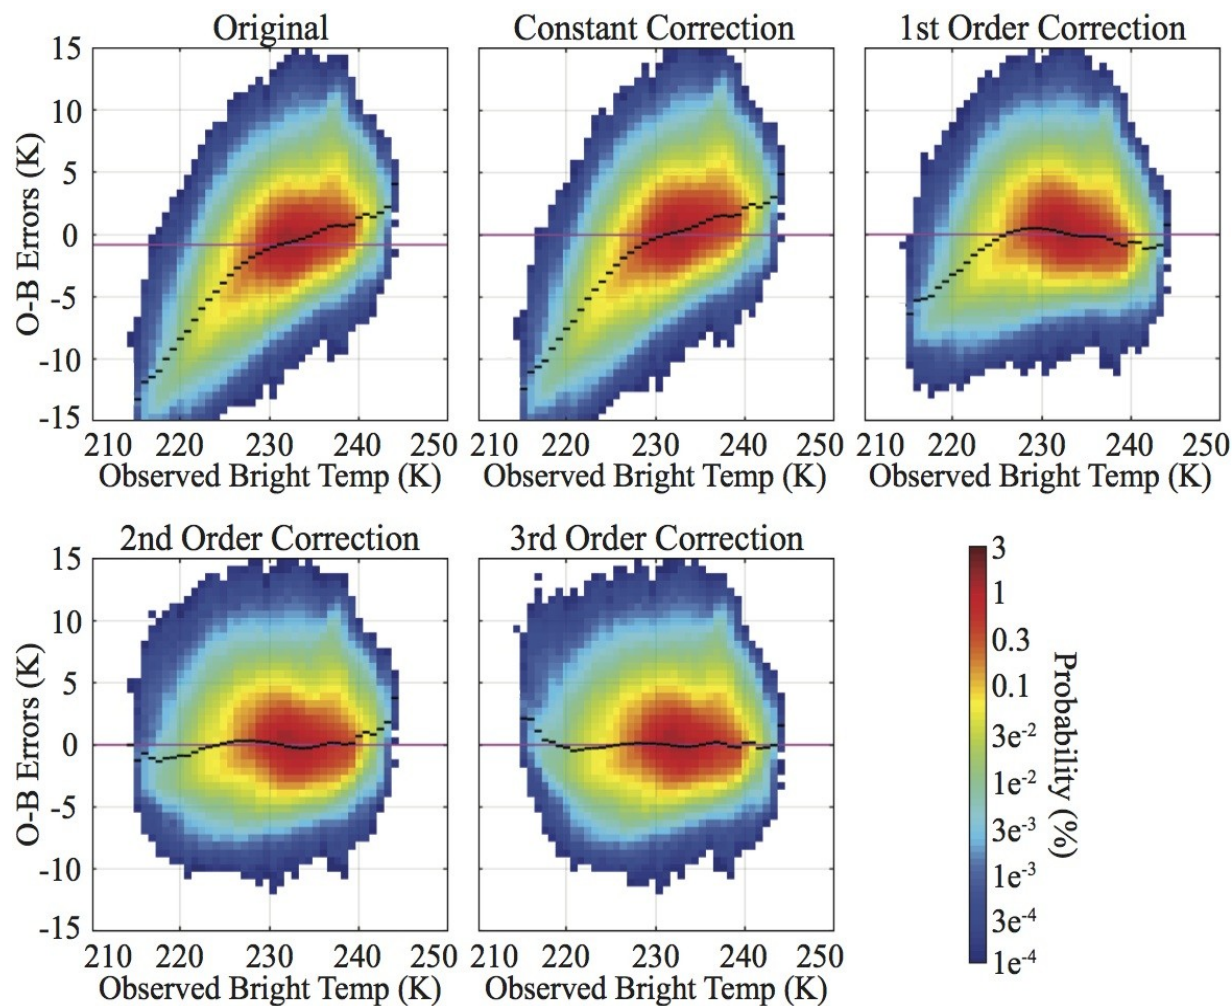 Original
Constant Correction
1st Order Correction
15
10
5
0
-5
-10
-15
O-B Errors (K)
210 220 230 240 250
210 220 230 240 250
210 220 230 240 250
Observed Bright Temp (K)
Observed Bright Temp (K)
Observed Bright Temp (K)
2nd Order Correction
3rd Order Correction
15
10
5
0
-5
-10
-15
O-B Errors (K)
210 220 230 240 250
210 220 230 240 250
Observed Bright Temp (K)
Observed Bright Temp (K)
3
1
0.3
0.1
3e⁻²
1e⁻²
3e⁻³
1e⁻³
3e⁻⁴
1e⁻⁴
Probability (%)